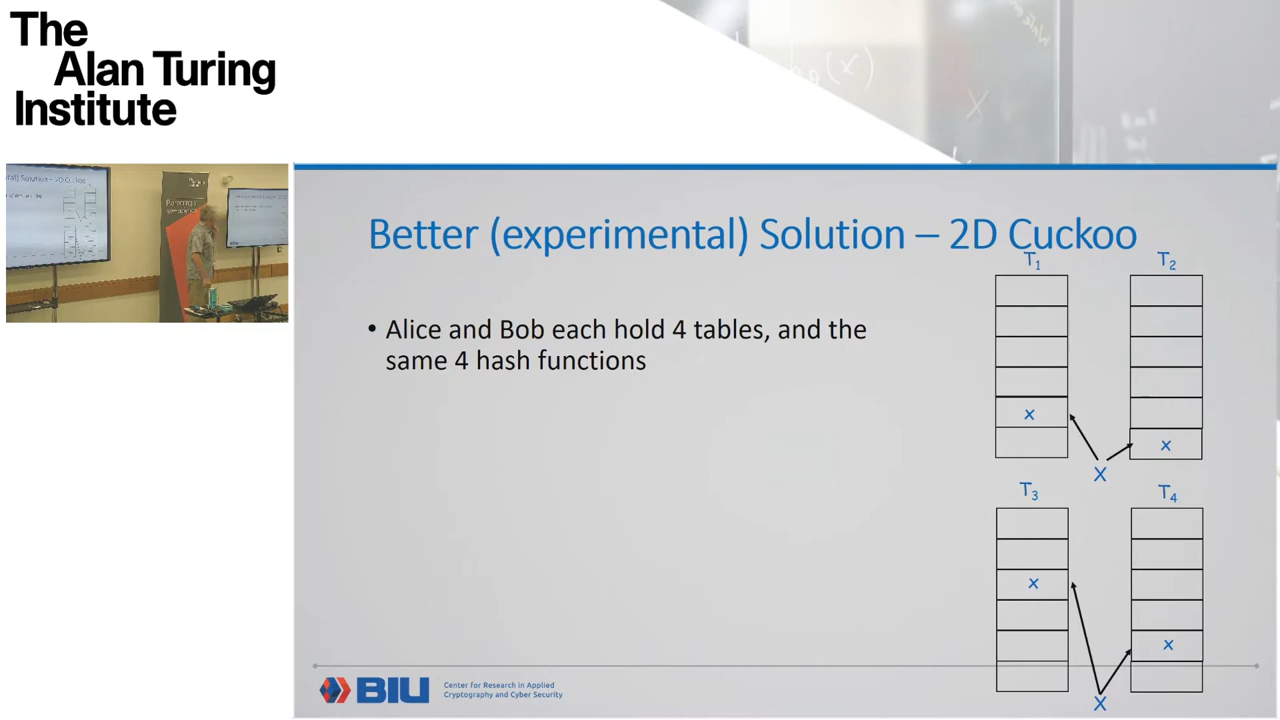 The
Alan Turing
Institute
Better (experimental) Solution – 2D Cuckoo
• Alice and Bob each hold 4 tables, and the
same 4 hash functions
T1
T2
x
x
X
T3
T4
x
x
X
BIU
Center for Research in Applied
Cryptography and Cyber Security